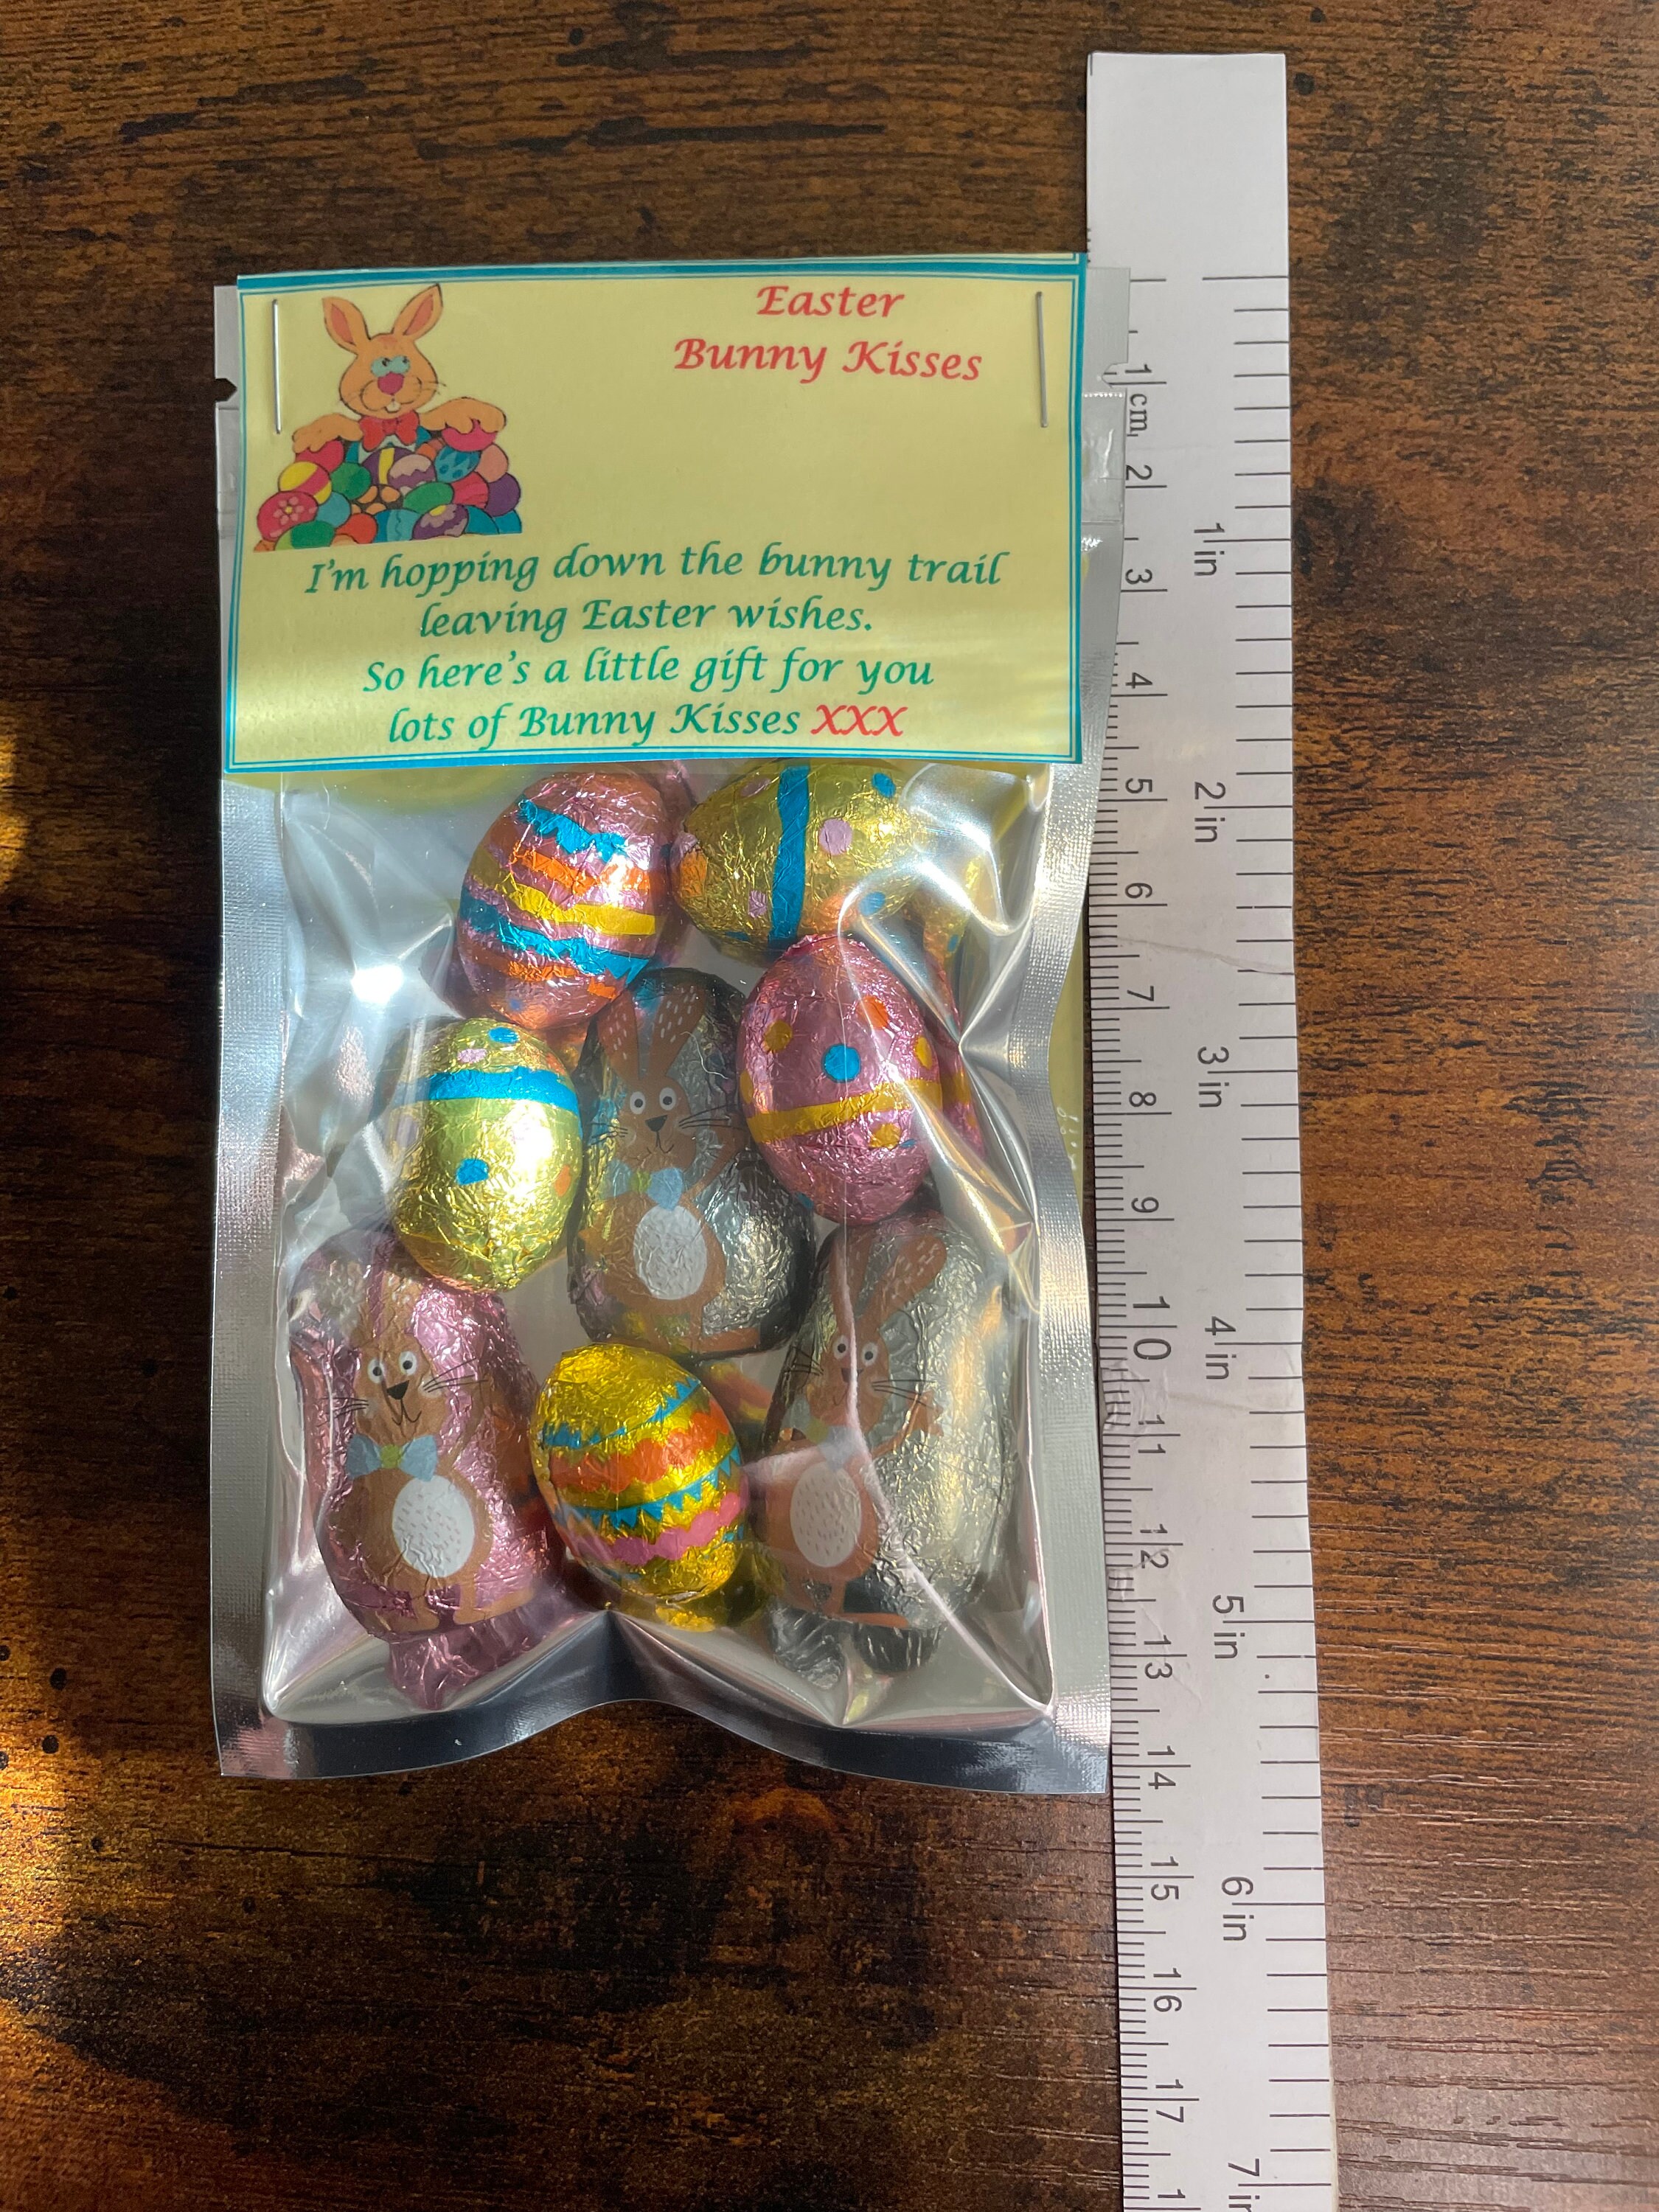 Easter
Bunny Kisses
I'm hopping down the bunny trail
leaving Easter wishes.
So here's a little gift for you
lots of Bunny Kisses XXX
1 cm
2
3
4
5
6
7
8
9
10
11
12
13
14
15
16
17
1 in
2 in
3 in
4 in
5 in
6 in
7 in